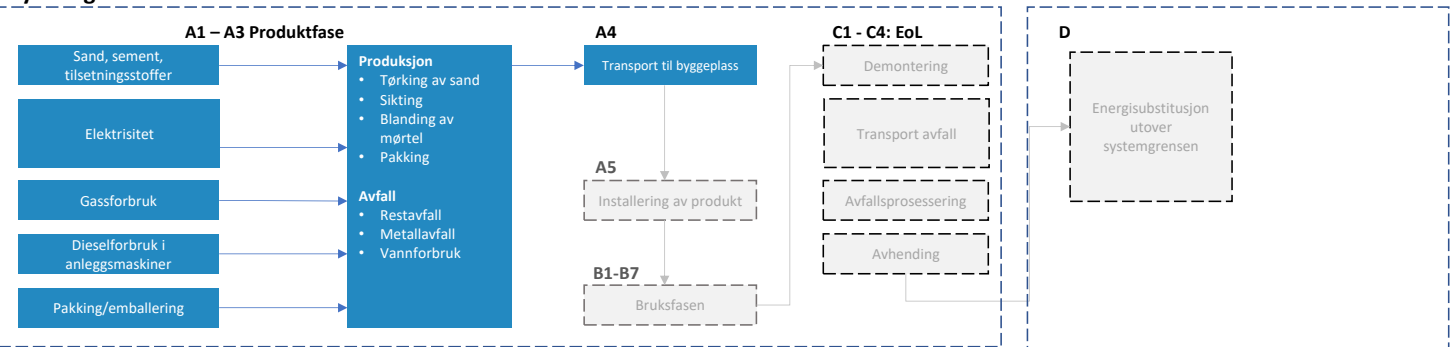 A1 – A3 Produktfase
Sand, sement,
tilsetningsstoffer
Elektrisitet
Gassforbruk
Dieselforbruk i
anleggsmaskiner
Pakking/emballering
Produksjon
• Tørking av sand
• Sikting
• Blanding av
mørtel
• Pakking
Avfall
• Restavfall
• Metallavfall
• Vannforbruk
A4
Transport til byggeplass
A5
Installering av produkt
B1-B7
Bruksfasen
C1 - C4: EoL
Demontering
Transport avfall
Avfallsprosessering
Avhending
D
Energisubstitusjon
utover
systemgrensen